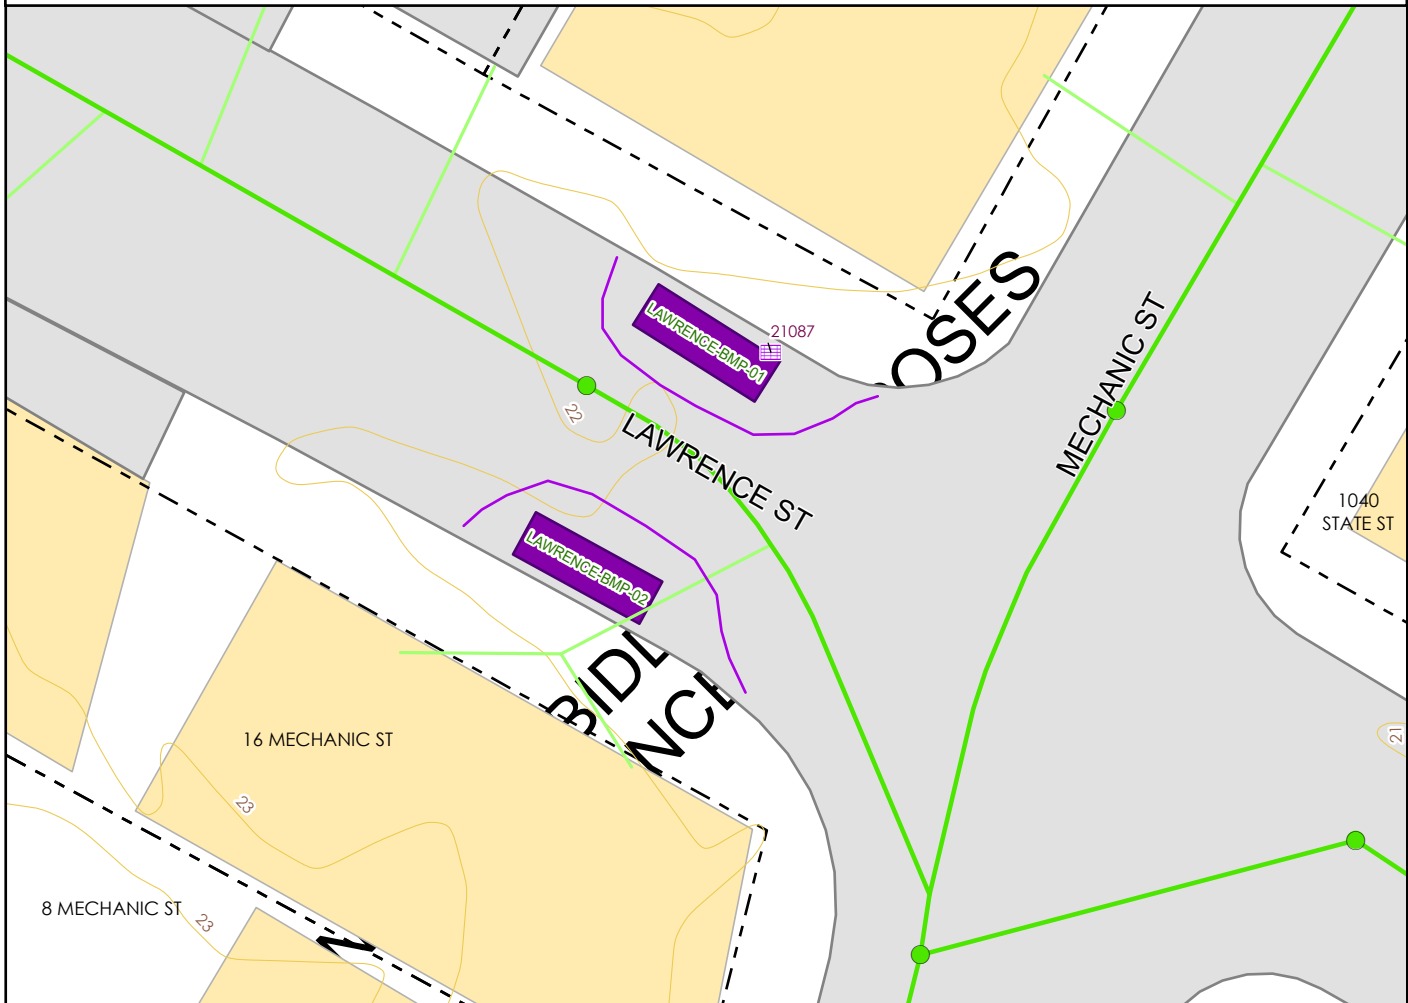 OSES
LAWRENCE-BMP-01
21087
MECHANIC ST
22
LAWRENCE ST
1040
STATE ST
LAWRENCE-BMP-02
BIDL
NCE
16 MECHANIC ST
21
23
8 MECHANIC ST
23
N